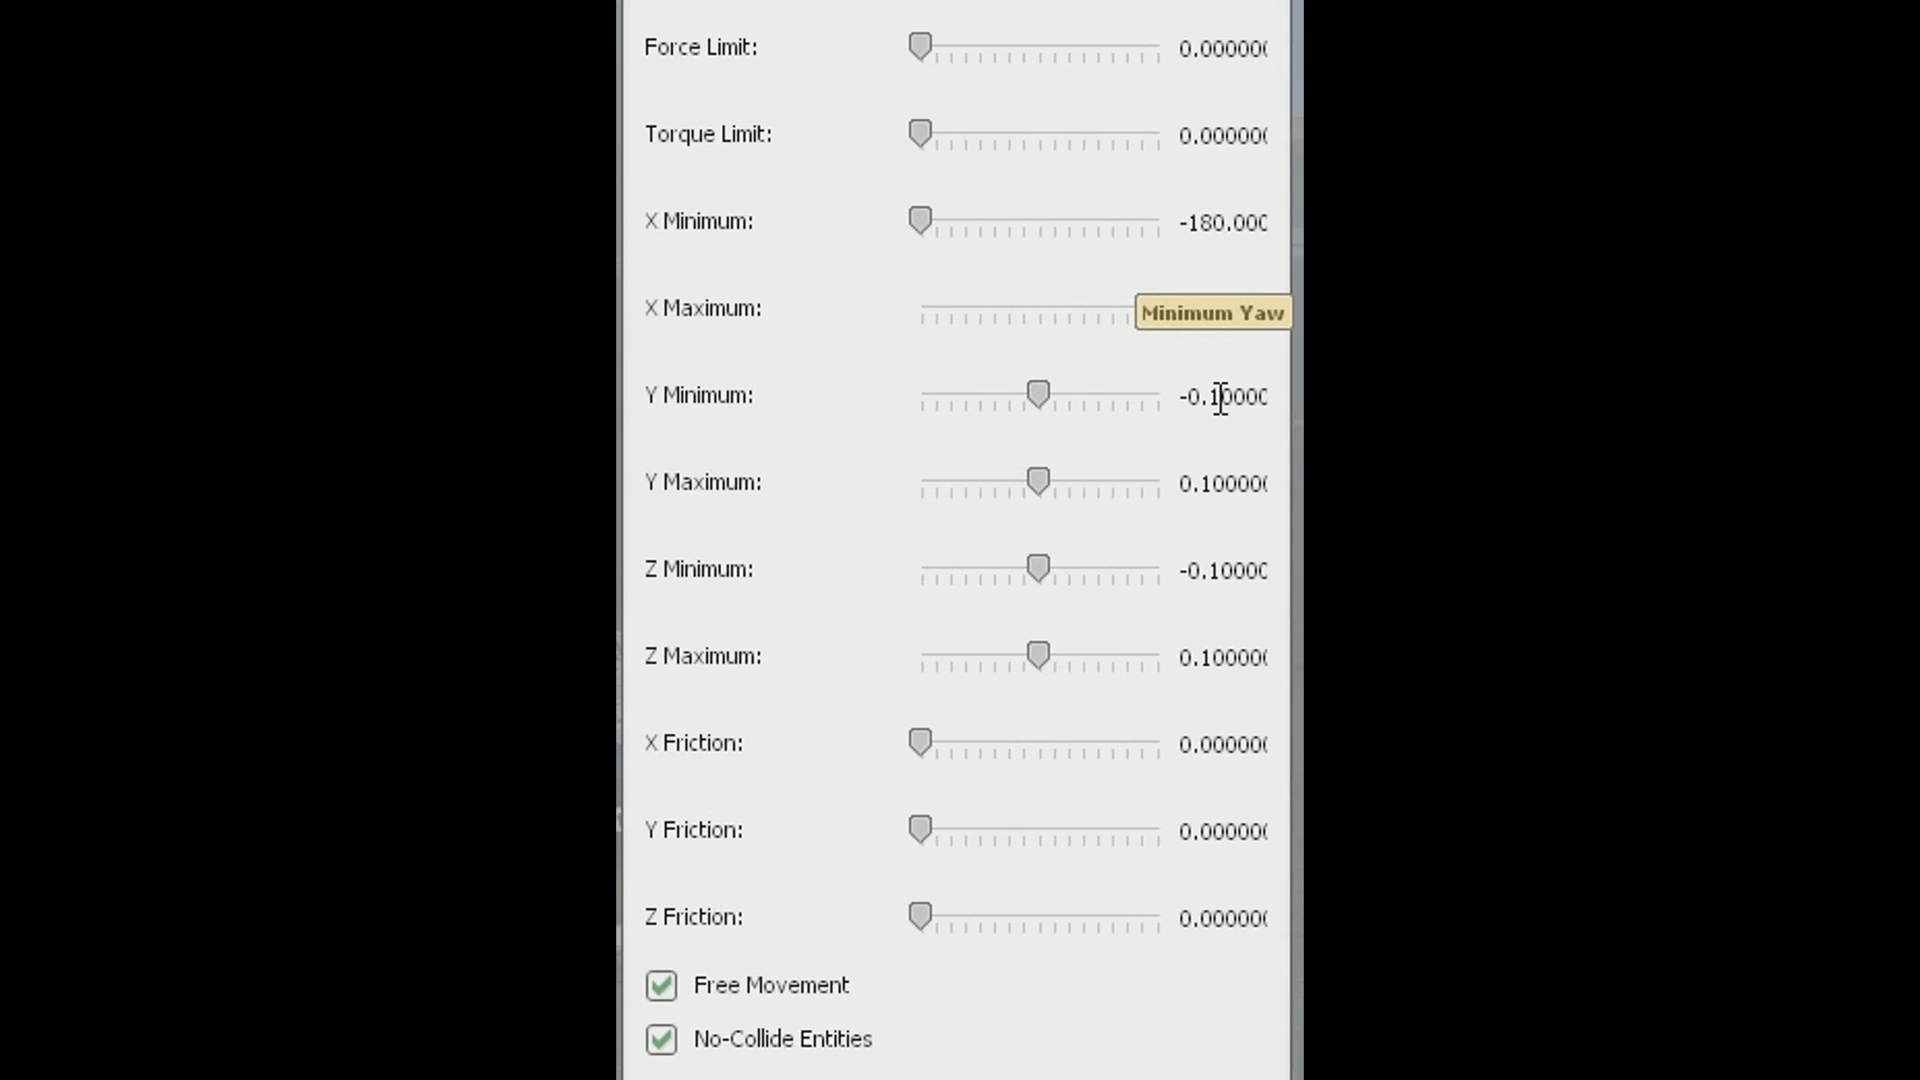 Force Limit: 0.000000
Torque Limit: 0.000000
X Minimum: -180.000
X Maximum: Minimum Yaw
Y Minimum: -0.10000
Y Maximum: 0.100000
Z Minimum: -0.10000
Z Maximum: 0.100000
X Friction: 0.000000
Y Friction: 0.000000
Z Friction: 0.000000
Free Movement
No-Collide Entities